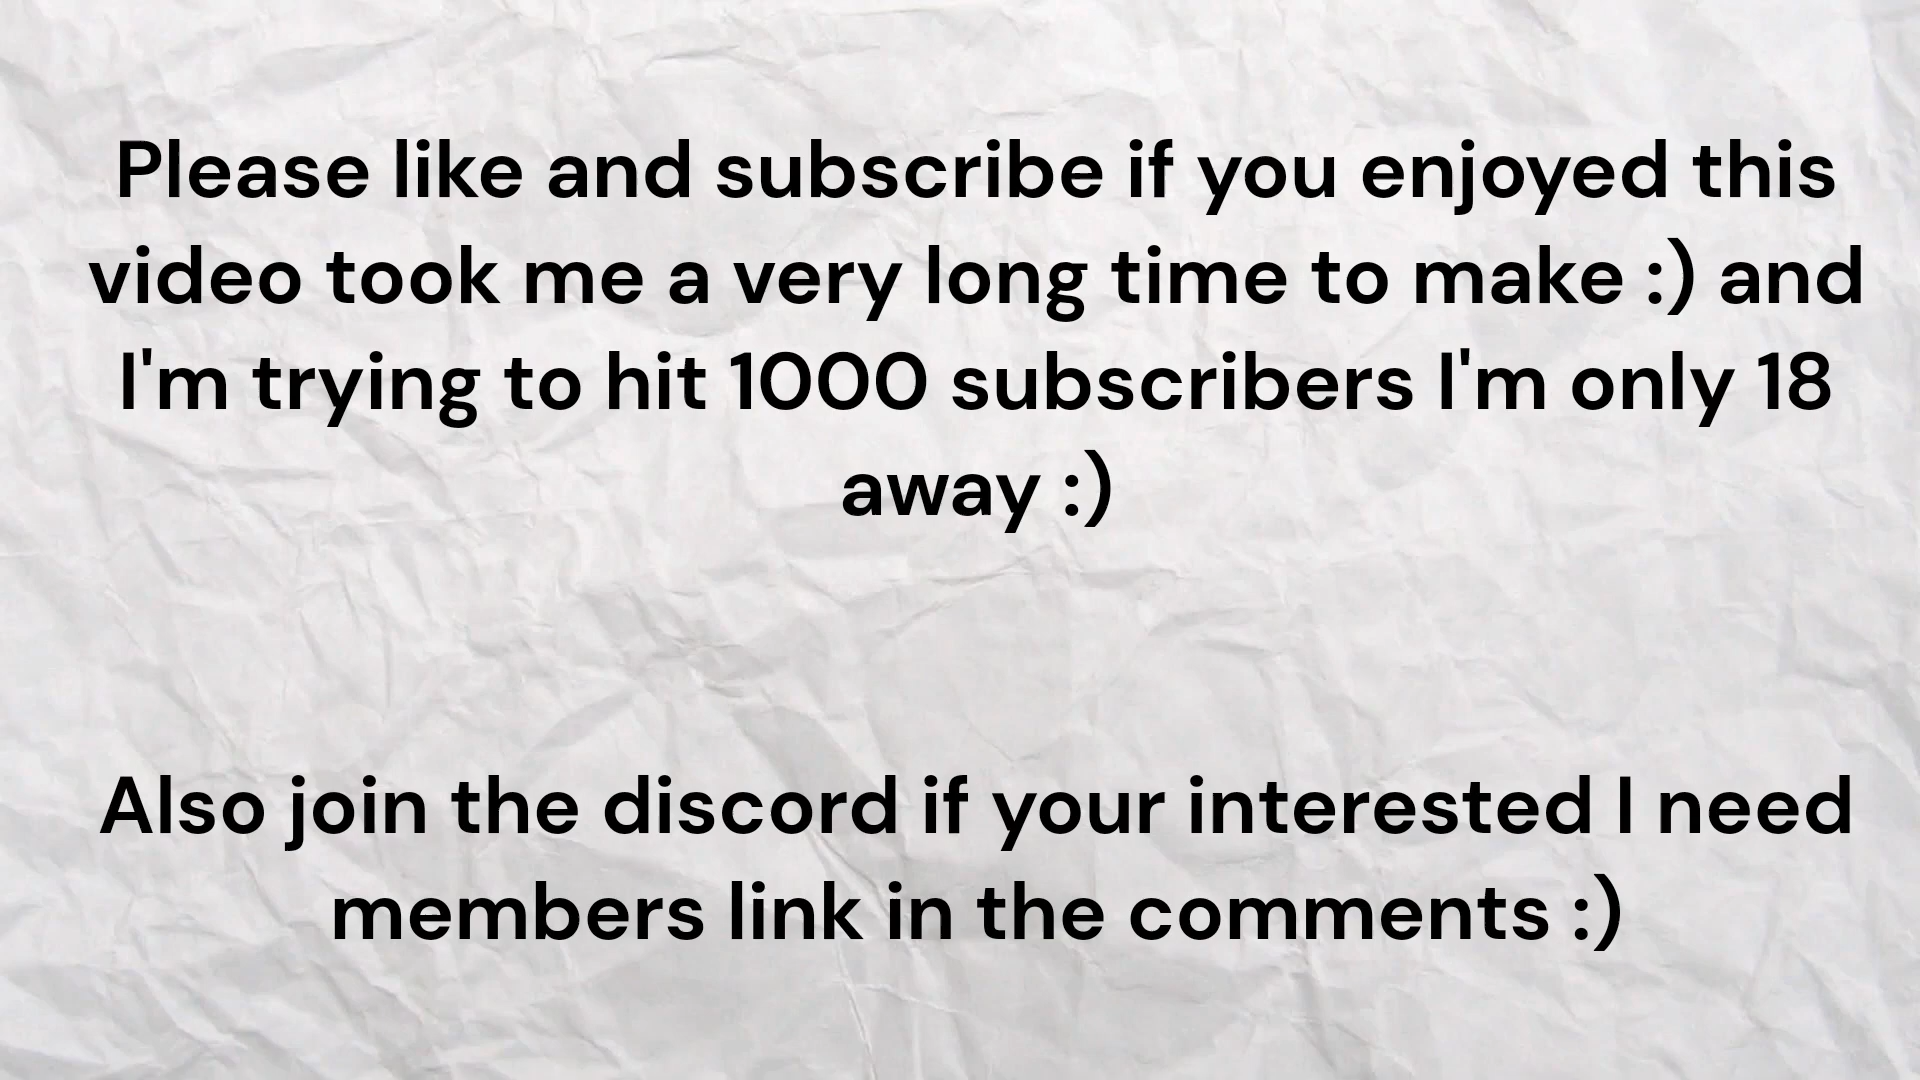 Please like and subscribe if you enjoyed this
video took me a very long time to make :) and
I'm trying to hit 1000 subscribers I'm only 18
away :)
Also join the discord if your interested I need
members link in the comments :)